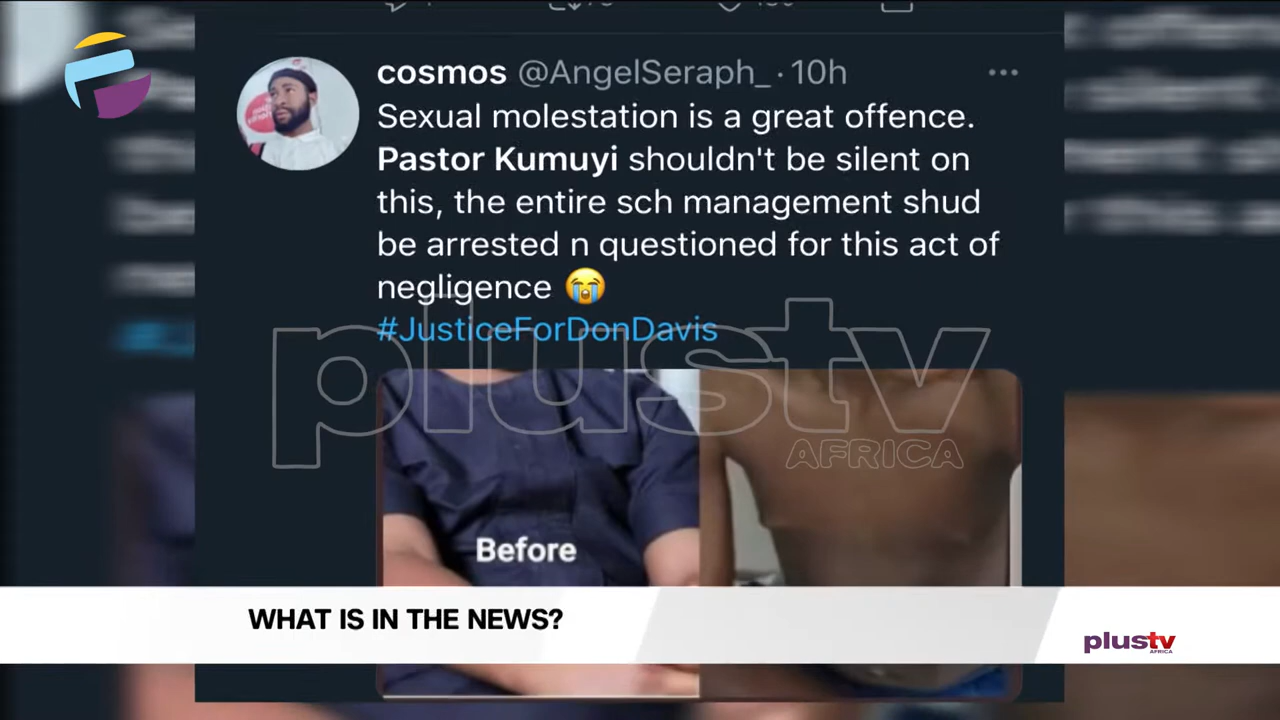 cosmos @AngelSeraph_ · 10h
Sexual molestation is a great offence.
Pastor Kumuyi shouldn't be silent on
this, the entire sch management shud
be arrested n questioned for this act of
negligence 😭
#JusticeForDonDavis
plustv
AFRICA
Before
WHAT IS IN THE NEWS?
plustv
AFRICA